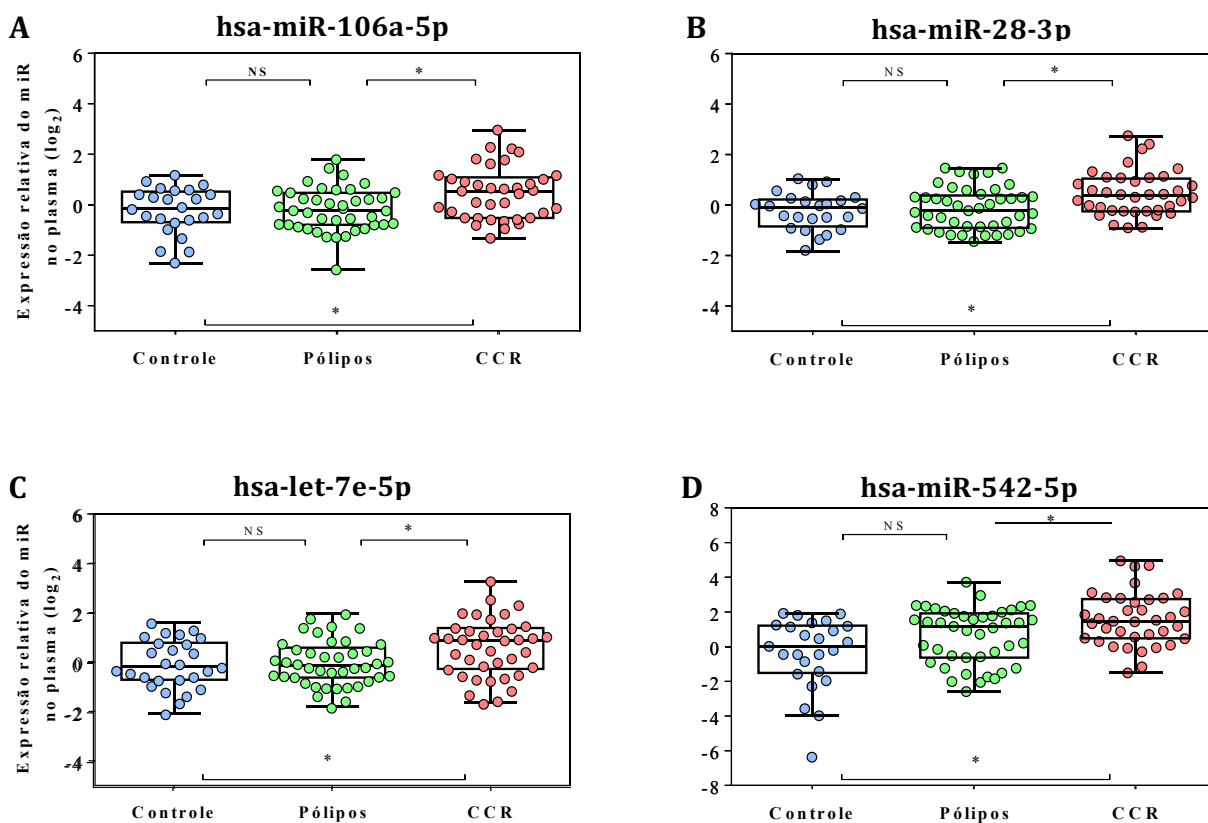 A
hsa-miR-106a-5p
Expressão relativa do miR
no plasma (log2)
6
4
2
0
-2
-4
NS
*
*
Controle
Pólipos
CCR
B
hsa-miR-28-3p
6
4
2
0
-2
-4
NS
*
*
Controle
Pólipos
CCR
C
hsa-let-7e-5p
Expressão relativa do miR
no plasma (log2)
6
4
2
0
-2
-4
NS
*
*
Controle
Pólipos
CCR
D
hsa-miR-542-5p
8
6
4
2
0
-2
-4
-6
-8
NS
*
*
Controle
Pólipos
CCR